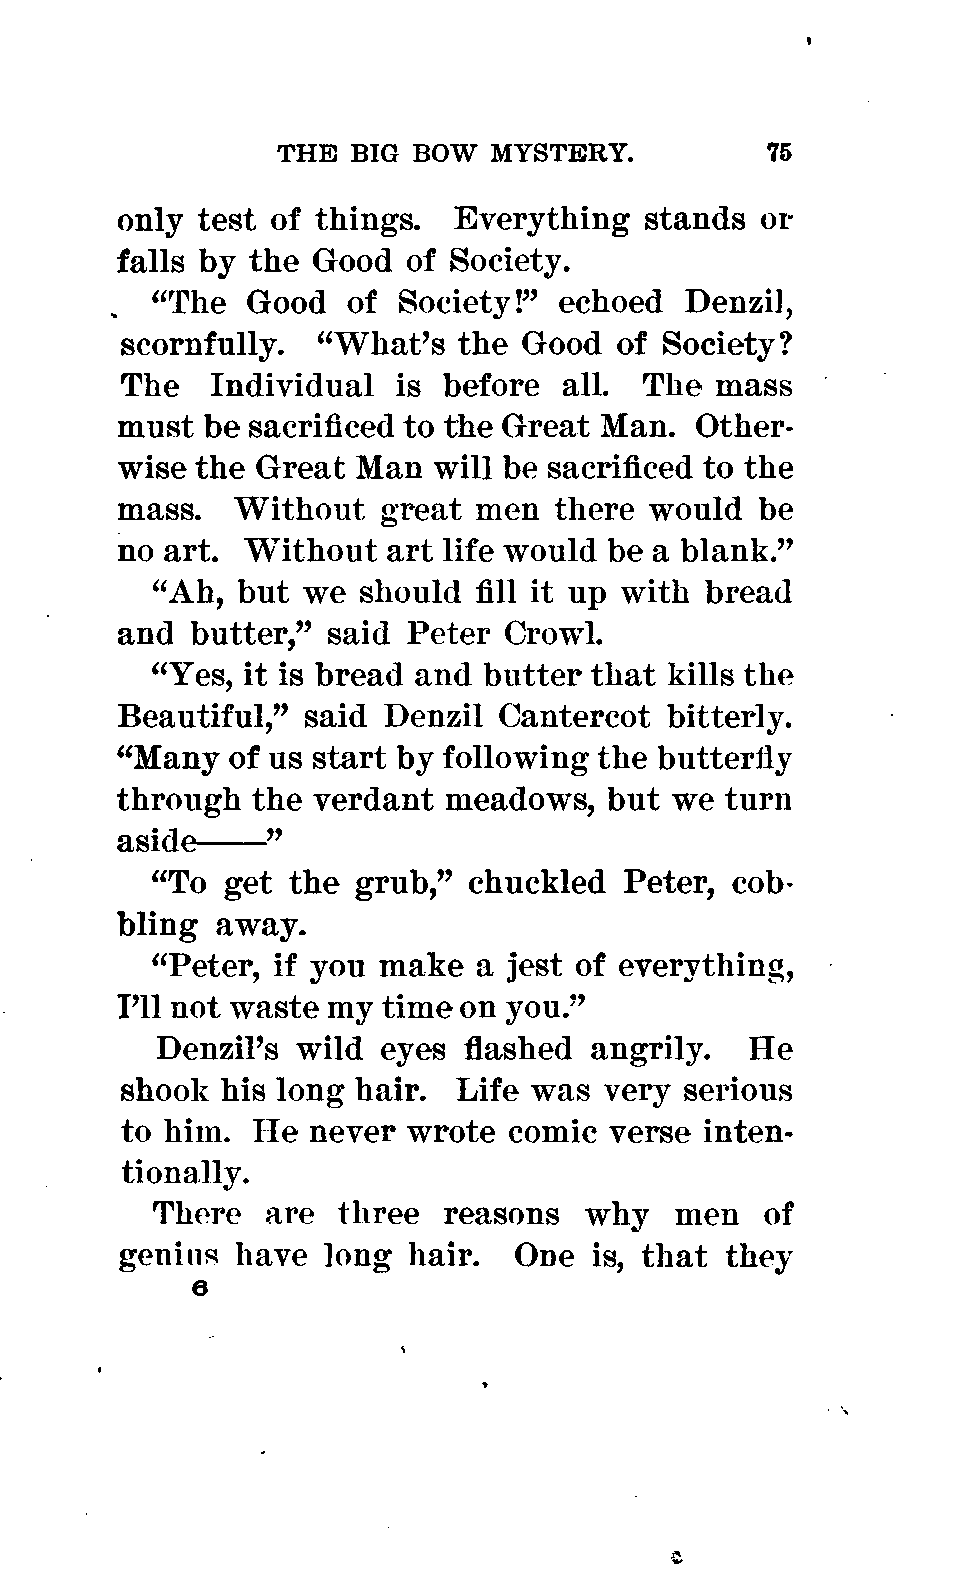 THE BIG BOW MYSTERY. 75
only test of things. Everything stands or
falls by the Good of Society.
“The Good of Society!” echoed Denzil,
scornfully. “What’s the Good of Society?
The Individual is before all. The mass
must be sacrificed to the Great Man. Other-
wise the Great Man will be sacrificed to the
mass. Without great men there would be
no art. Without art life would be a blank.”
“Ah, but we should fill it up with bread
and butter,” said Peter Crowl.
“Yes, it is bread and butter that kills the
Beautiful,” said Denzil Cantercot bitterly.
“Many of us start by following the butterfly
through the verdant meadows, but we turn
aside——”
“To get the grub,” chuckled Peter, cob-
bling away.
“Peter, if you make a jest of everything,
I’ll not waste my time on you.”
Denzil’s wild eyes flashed angrily. He
shook his long hair. Life was very serious
to him. He never wrote comic verse inten-
tionally.
There are three reasons why men of
genius have long hair. One is, that they
6